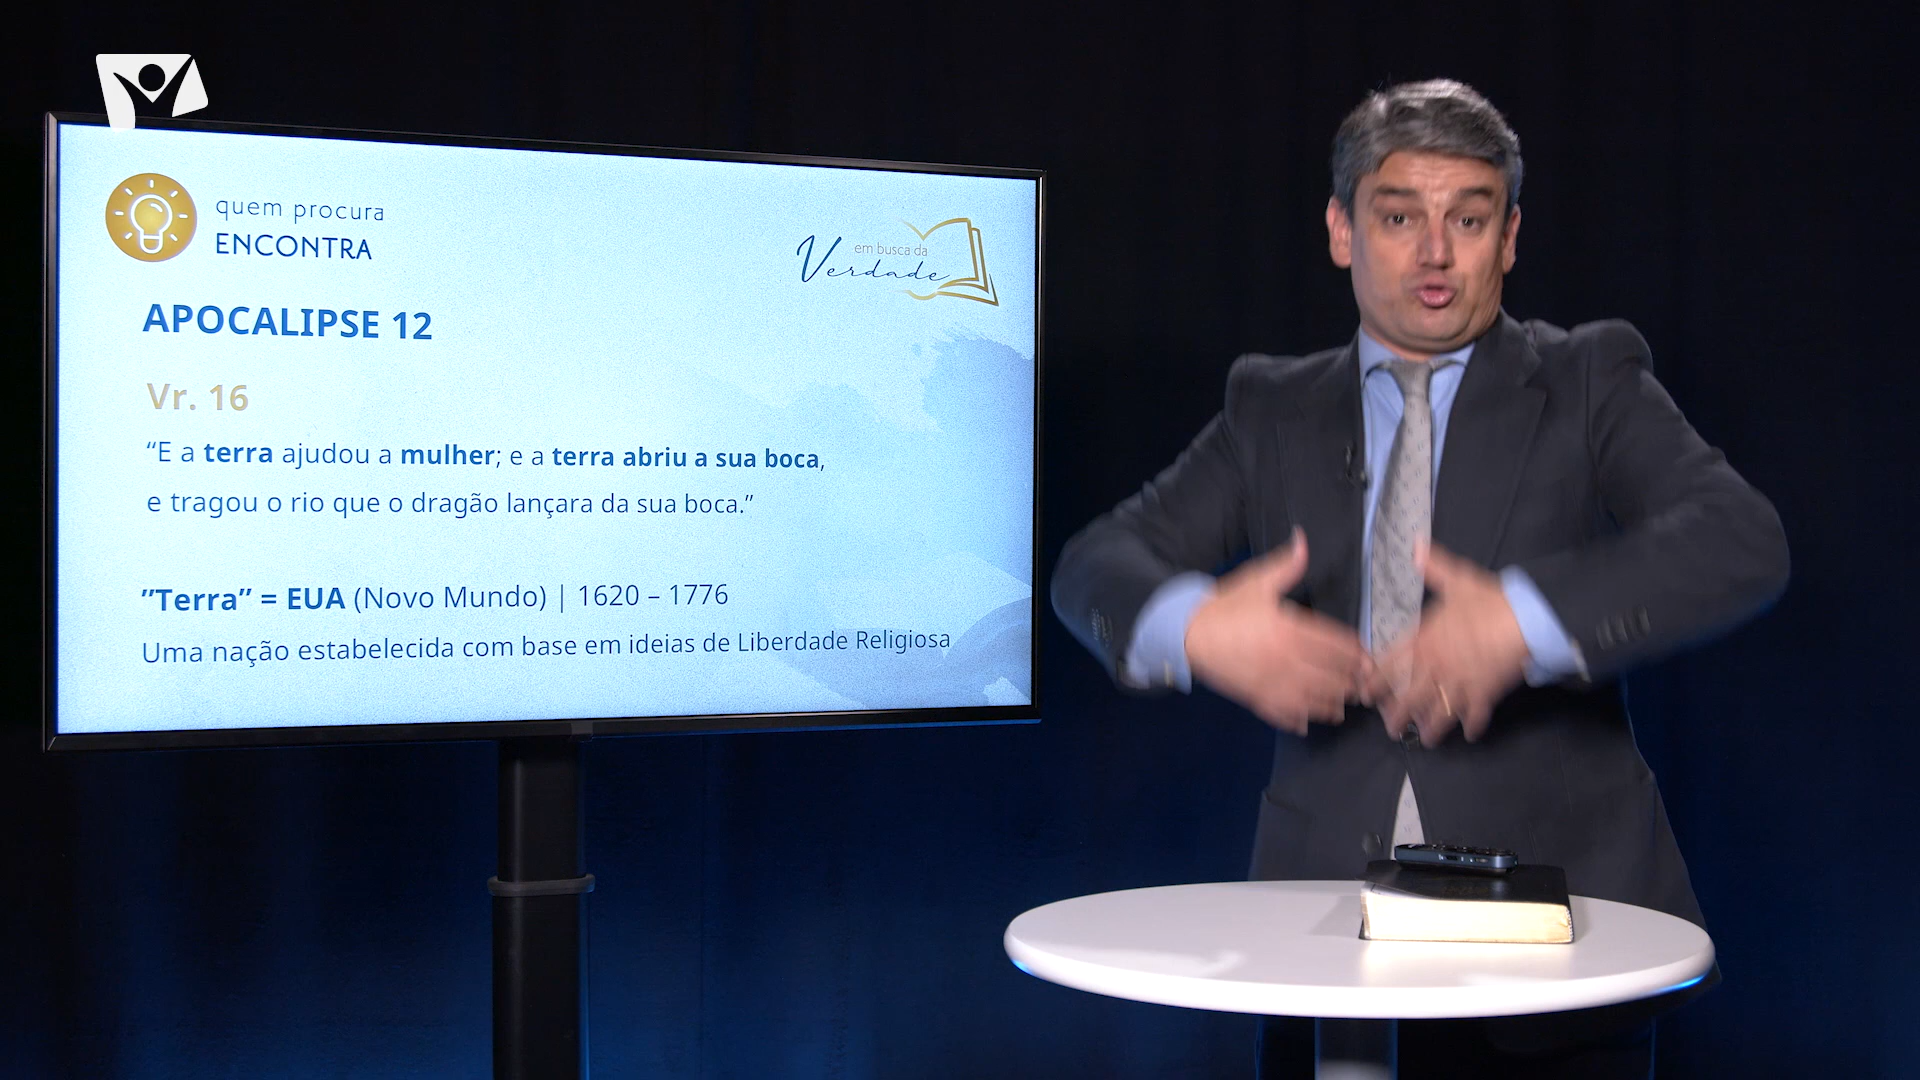 quem procura
ENCONTRA
em busca da
Verdade
APOCALIPSE 12
Vr. 16
“E a terra ajudou a mulher; e a terra abriu a sua boca,
e tragou o rio que o dragão lançara da sua boca.”
”Terra” = EUA (Novo Mundo) | 1620 – 1776
Uma nação estabelecida com base em ideias de Liberdade Religiosa